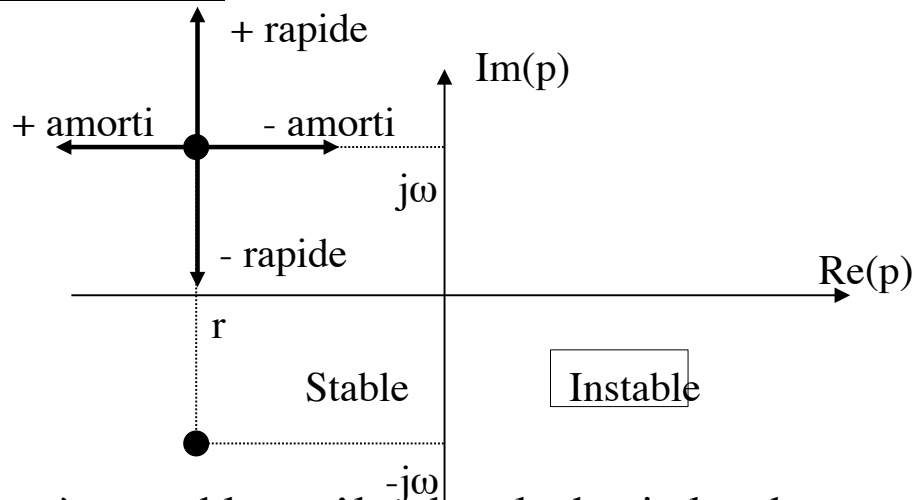 + rapide
Im(p)
+ amorti
- amorti
jω
- rapide
Re(p)
r
Stable
Instable
-jω